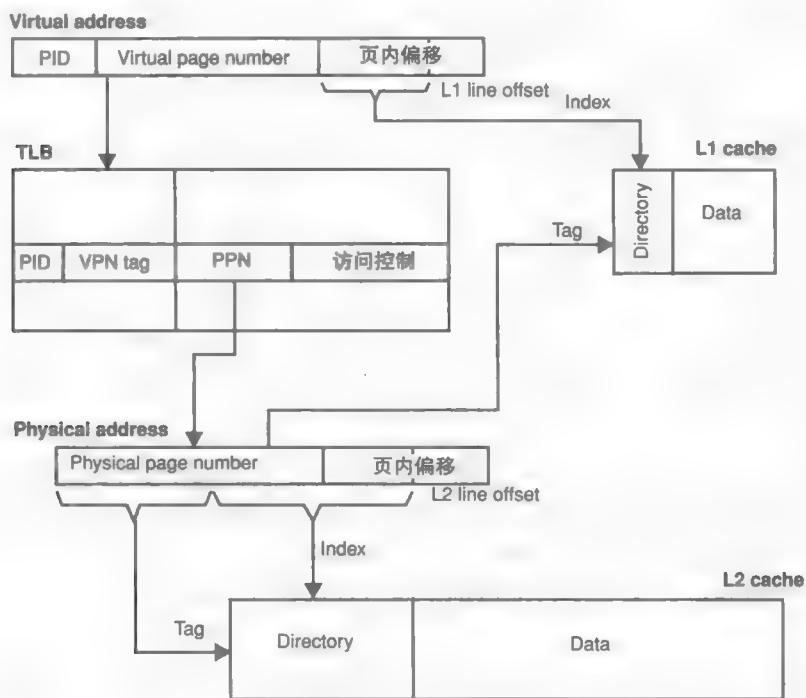 Virtual address
PID
Virtual page number
页内偏移
L1 line offset
Index
TLB
L1 cache
Directory
Data
Tag
PID
VPN tag
PPN
访问控制
Physical address
Physical page number
页内偏移
L2 line offset
Index
L2 cache
Tag
Directory
Data